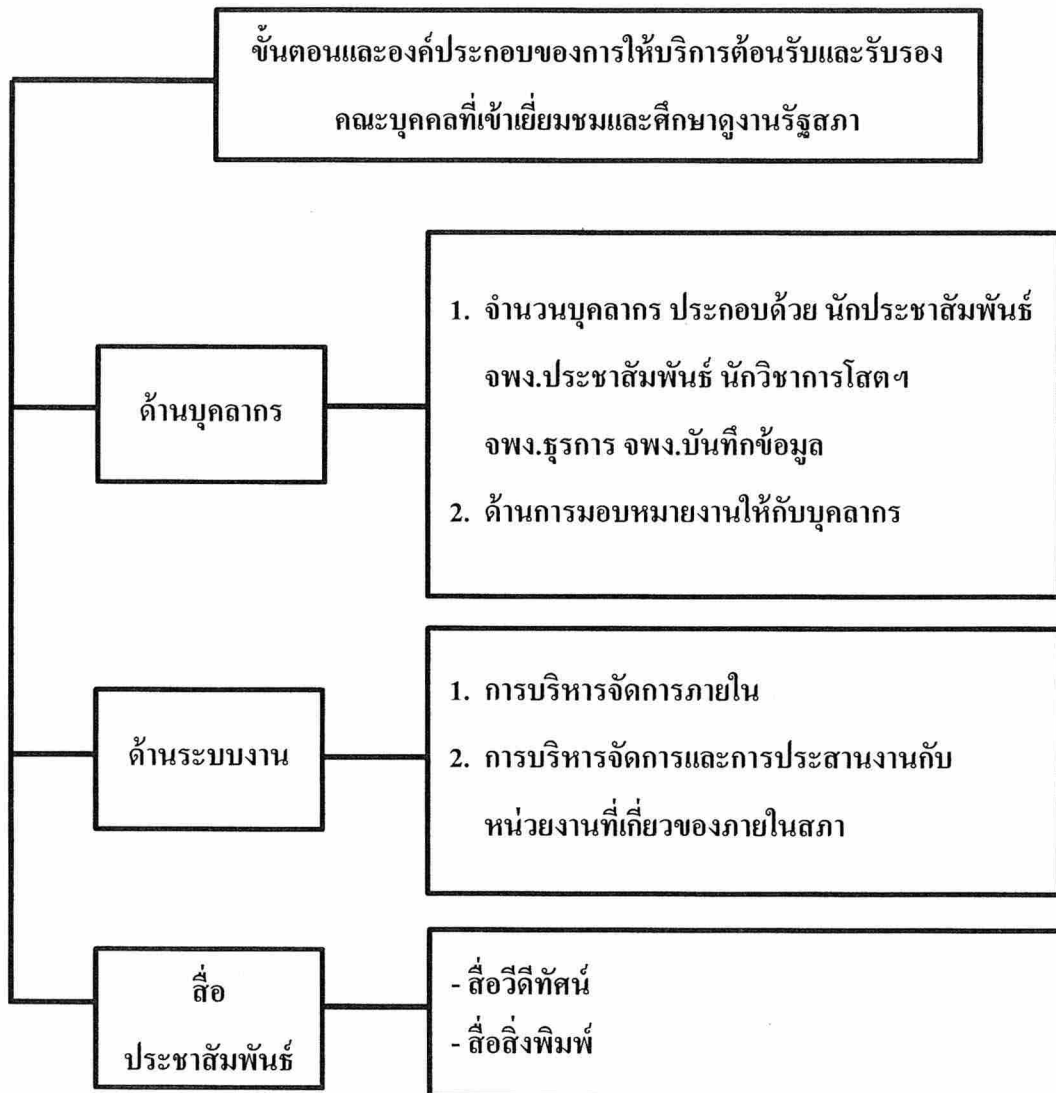 ขั้นตอนและองค์ประกอบของการให้บริการต้อนรับและรับรอง
คณะบุคคลที่เข้าเยี่ยมชมและศึกษาดูงานรัฐสภา
ด้านบุคลากร
1. จำนวนบุคลากร ประกอบด้วย นักประชาสัมพันธ์
จพง.ประชาสัมพันธ์ นักวิชาการโสตฯ
จพง.ธุรการ จพง.บันทึกข้อมูล
2. ด้านการมอบหมายงานให้กับบุคลากร
ด้านระบบงาน
1. การบริหารจัดการภายใน
2. การบริหารจัดการและการประสานงานกับ
หน่วยงานที่เกี่ยวของภายในสภา
สื่อ
ประชาสัมพันธ์
- สื่อวีดีทัศน์
- สื่อสิ่งพิมพ์